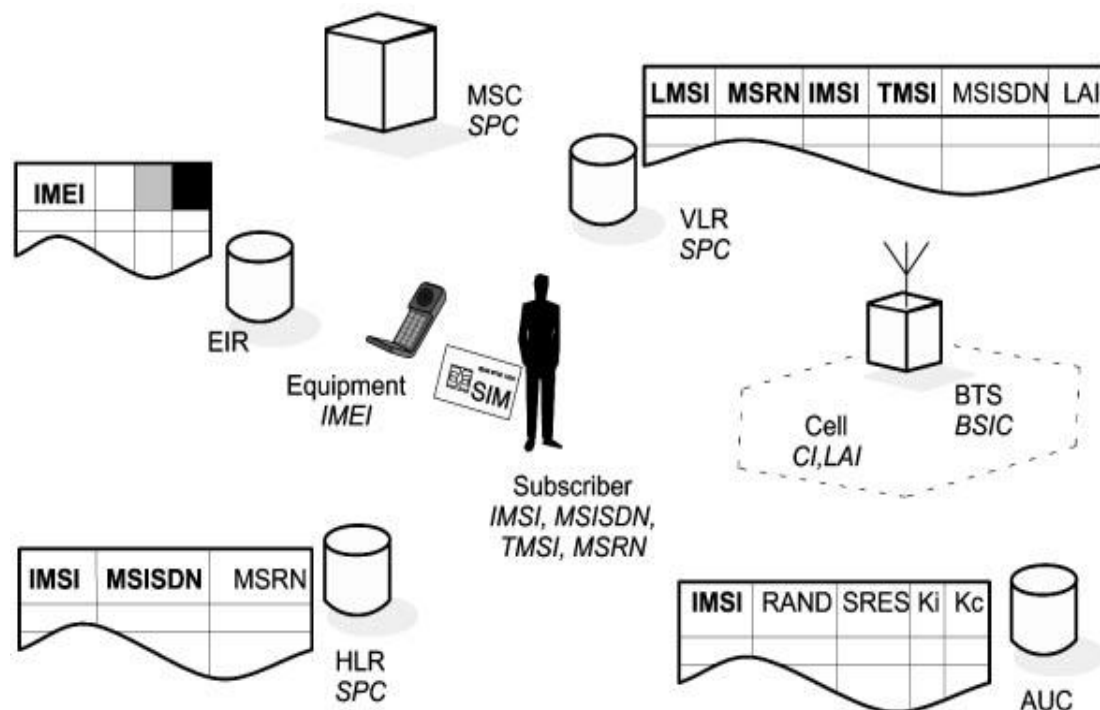 MSC
SPC
LMSI MSRN IMSI TMSI MSISDN LAI
VLR
SPC
IMEI
EIR
Equipment
IMEI
SIM
Subscriber
IMSI, MSISDN,
TMSI, MSRN
BTS
BSIC
Cell
CI,LAI
IMSI MSISDN MSRN
HLR
SPC
IMSI RAND SRES Ki Kc
AUC